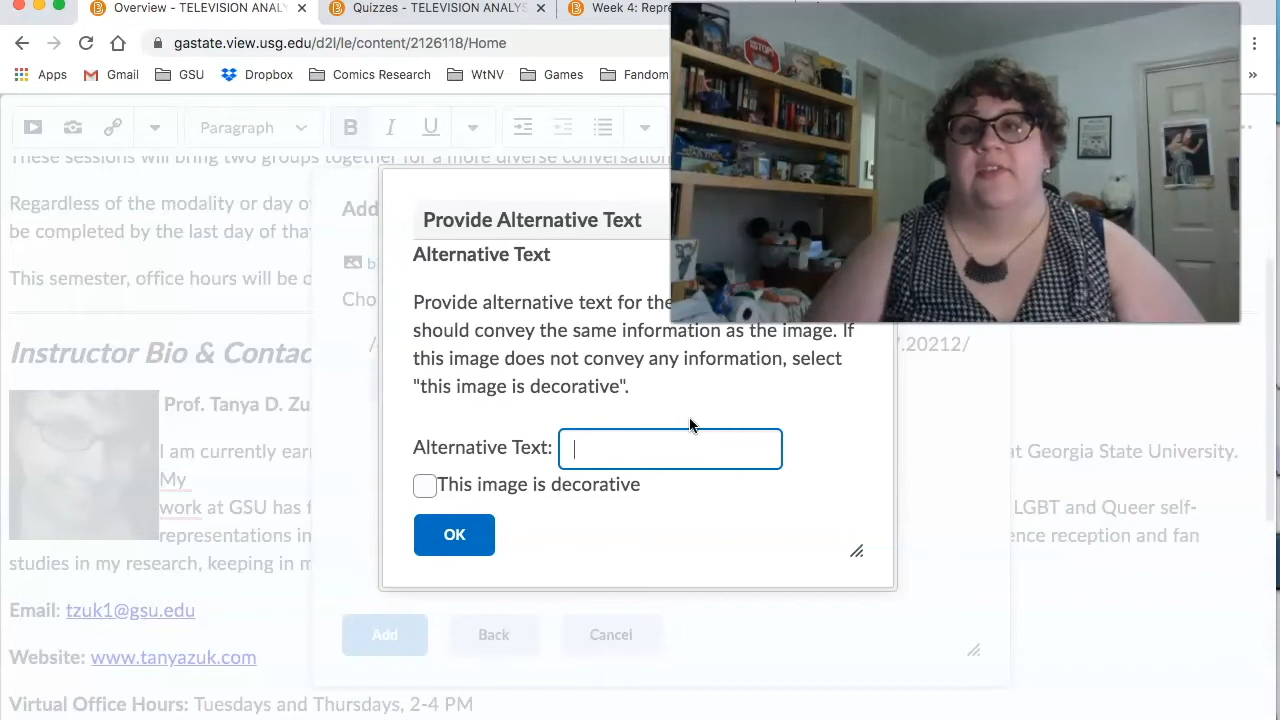 Overview - TELEVISION ANAL
Quizzes - TELEVISION ANALYS
Week 4: Repre
gastate.view.usg.edu/d2l/le/content/2126118/Home
Apps
Gmail
GSU
Dropbox
Comics Research
WtNV
Games
Fandom
Paragraph
B
I
U
These sessions will bring two groups together for a more diverse conversation
Regardless of the modality or day o
be completed by the last day of tha
This semester, office hours will be o
Add
Cho
Provide Alternative Text
Alternative Text
Provide alternative text for the
should convey the same information as the image. If
this image does not convey any information, select
"this image is decorative".
Alternative Text:
This image is decorative
OK
.20212/
Instructor Bio & Contac
Prof. Tanya D. Zu
I am currently ear
at Georgia State University.
My
work at GSU has f
LGBT and Queer self-
representations in
ence reception and fan
studies in my research, keeping in m
Email: tzuk1@gsu.edu
Add
Back
Cancel
Website: www.tanyazuk.com
Virtual Office Hours: Tuesdays and Thursdays, 2-4 PM
STOP